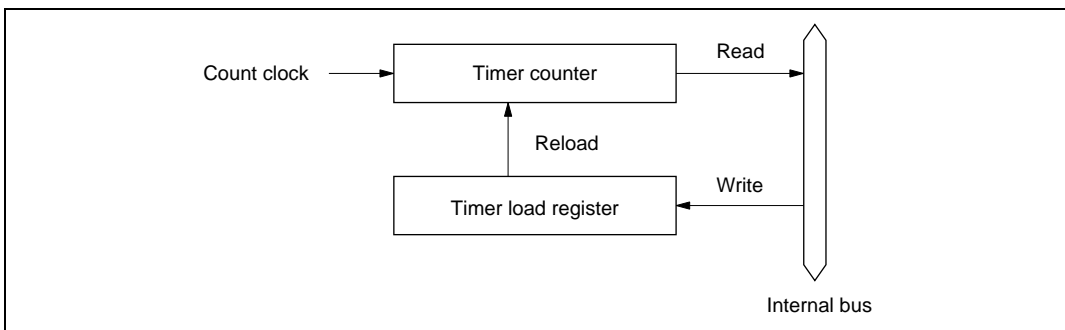 Read
Count clock
Timer counter
Reload
Write
Timer load register
Internal bus